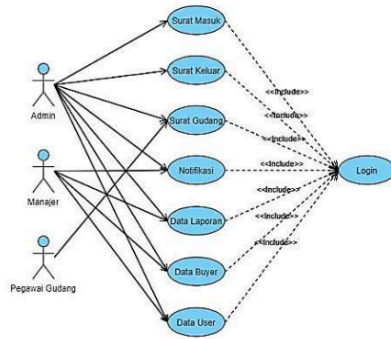 Surat Masuk
Surat Keluar
<<Include>>
Admin
Surat Gudang
<<Include>>
<<Include>>
Notifikasi
<<Include>>
Login
Manajer
<<Include>>
Data Laporan
<<Include>>
Data Buyer
<<Include>>
Pegawai Gudang
Data User